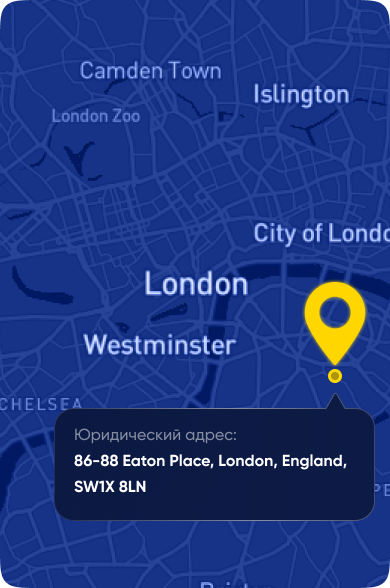 Camden Town
Islington
London Zoo
City of Londo
London
Westminster
CHELSEA
Юридический адрес:
86-88 Eaton Place, London, England,
SW1X 8LN